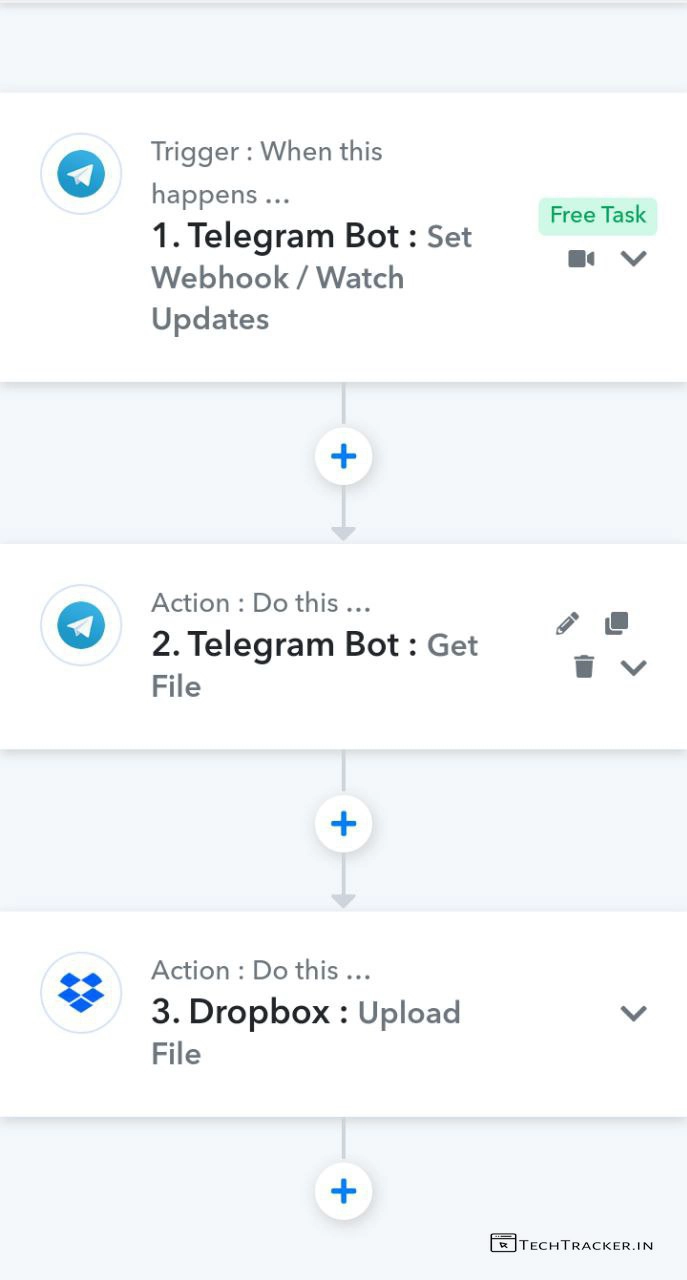 Trigger : When this
happens ...
1. Telegram Bot : Set
Webhook / Watch
Updates
Free Task
Action : Do this ...
2. Telegram Bot : Get
File
Action : Do this ...
3. Dropbox : Upload
File
TECHTRACKER.IN